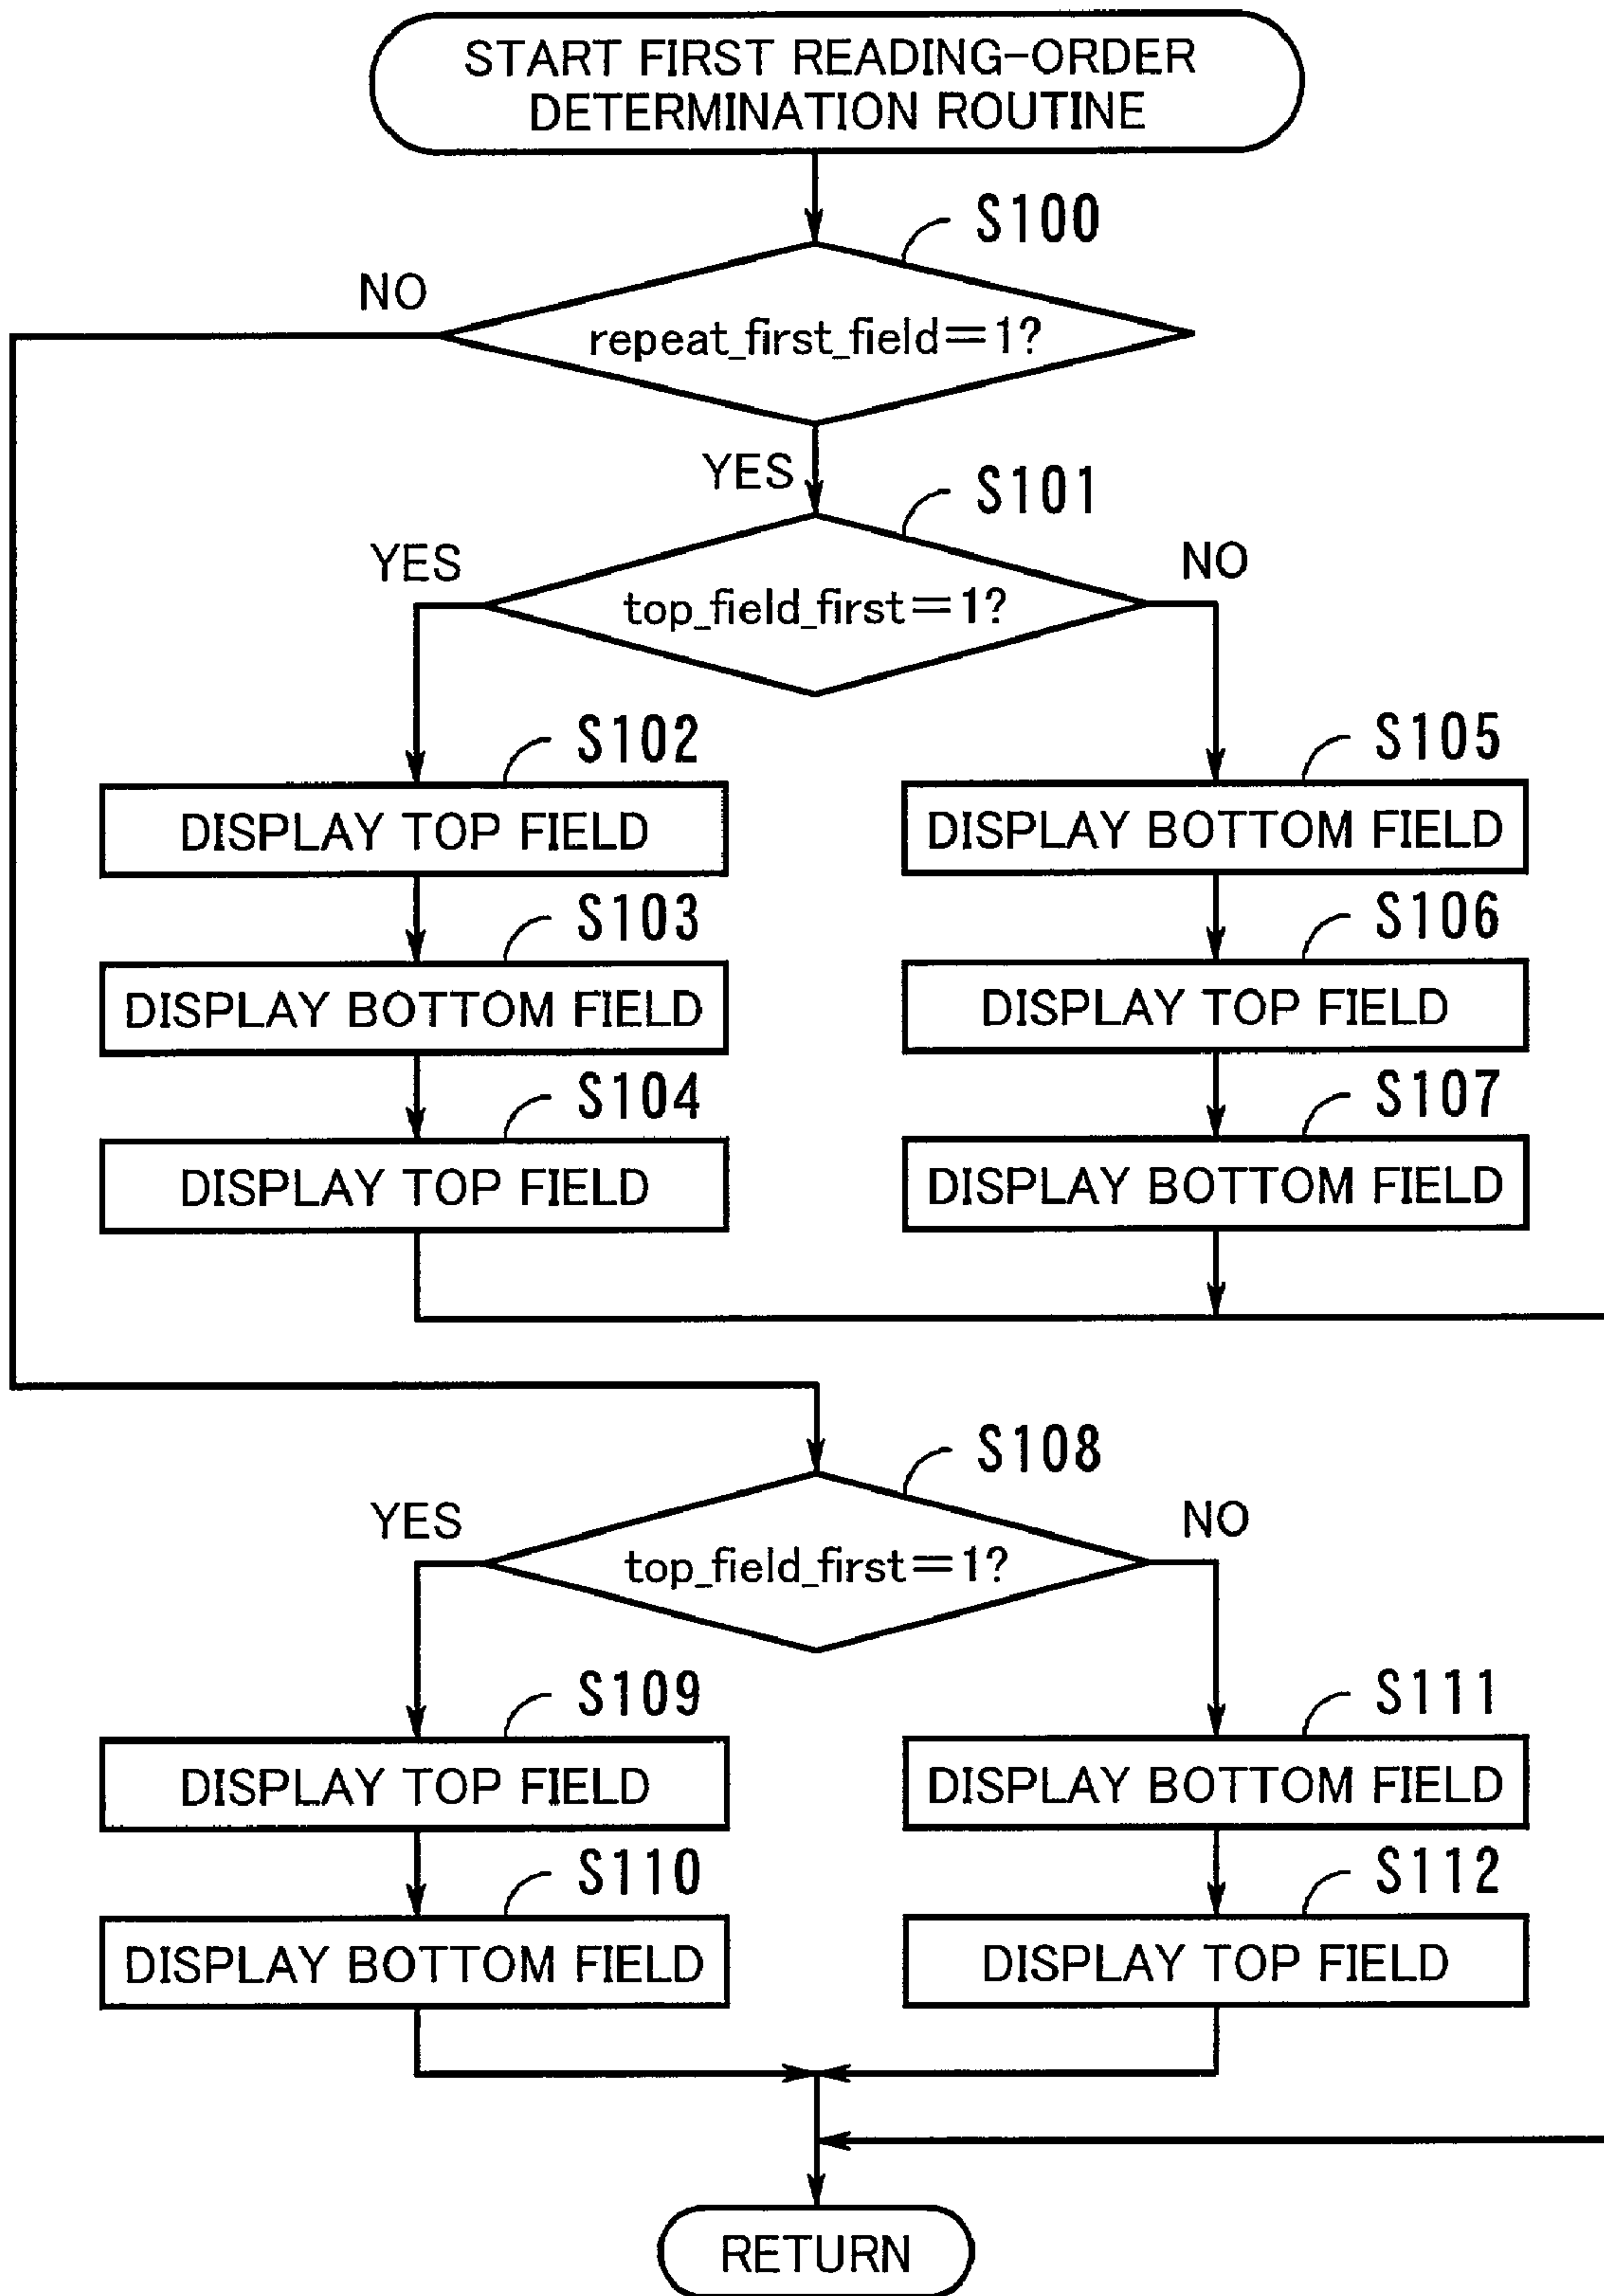 START FIRST READING-ORDER
DETERMINATION ROUTINE
S100
NO
repeat_first_field=1?
YES
S101
YES
NO
top_field_first=1?
S102
S105
DISPLAY TOP FIELD
DISPLAY BOTTOM FIELD
S103
S106
DISPLAY BOTTOM FIELD
DISPLAY TOP FIELD
S104
S107
DISPLAY TOP FIELD
DISPLAY BOTTOM FIELD
S108
YES
NO
top_field_first=1?
S109
S111
DISPLAY TOP FIELD
DISPLAY BOTTOM FIELD
S110
S112
DISPLAY BOTTOM FIELD
DISPLAY TOP FIELD
RETURN